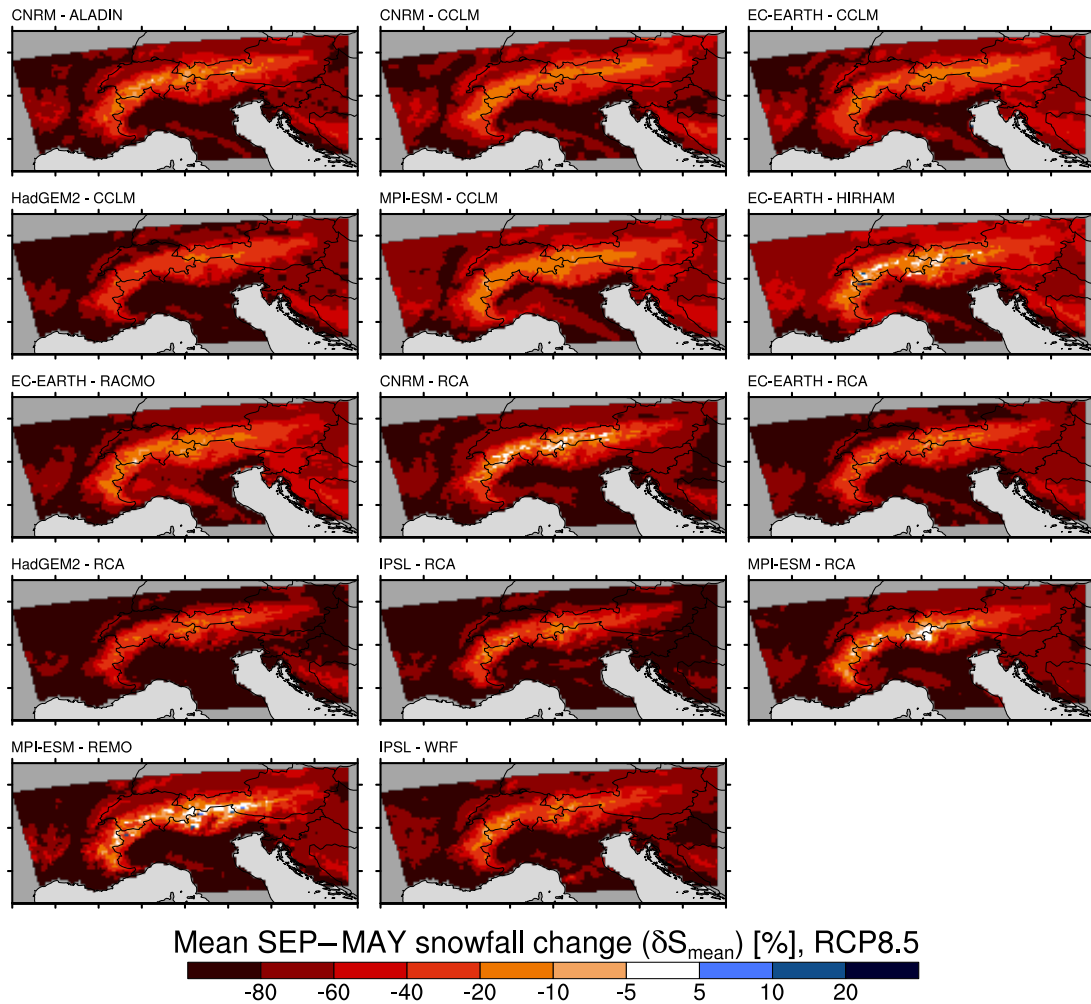 CNRM - ALADIN
CNRM - CCLM
EC-EARTH - CCLM
HadGEM2 - CCLM
MPI-ESM - CCLM
EC-EARTH - HIRHAM
EC-EARTH - RACMO
CNRM - RCA
EC-EARTH - RCA
HadGEM2 - RCA
IPSL - RCA
MPI-ESM - RCA
MPI-ESM - REMO
IPSL - WRF
Mean SEP−MAY snowfall change (δSmean) [%], RCP8.5
-80 -60 -40 -20 -10 -5 5 10 20